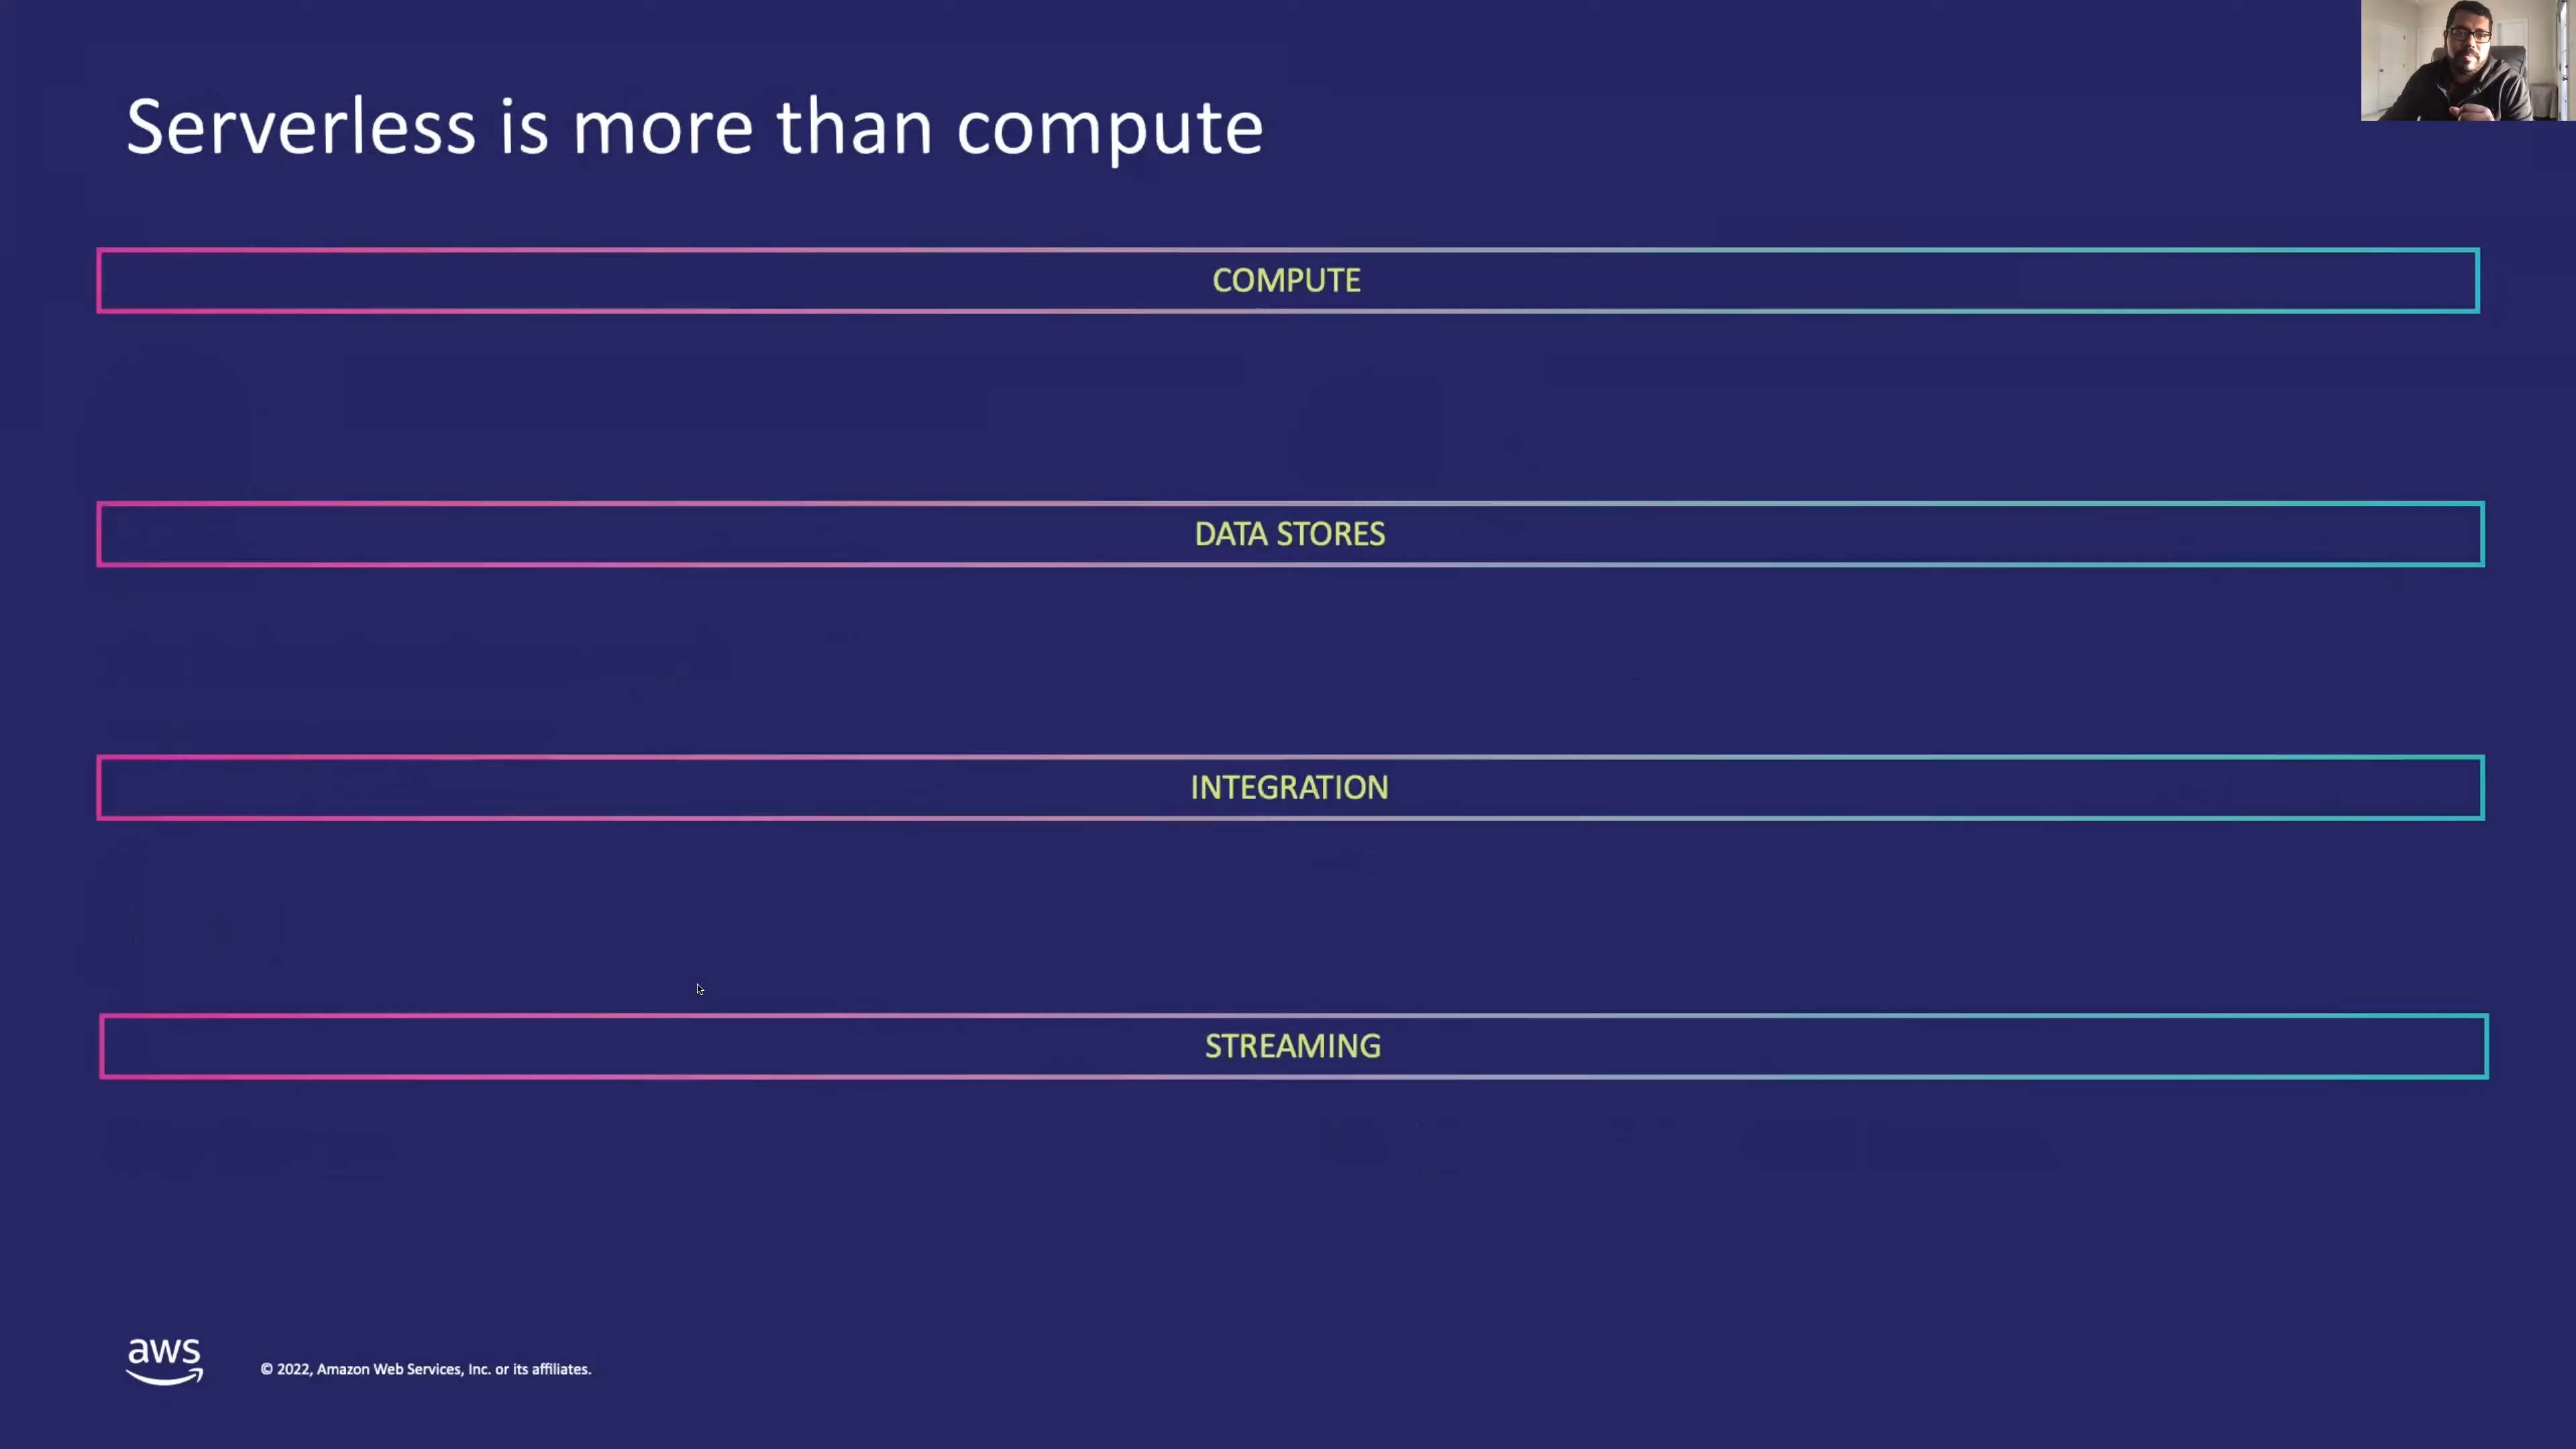 Serverless is more than compute
COMPUTE
DATA STORES
INTEGRATION
STREAMING
aws
© 2022, Amazon Web Services, Inc. or its affiliates.